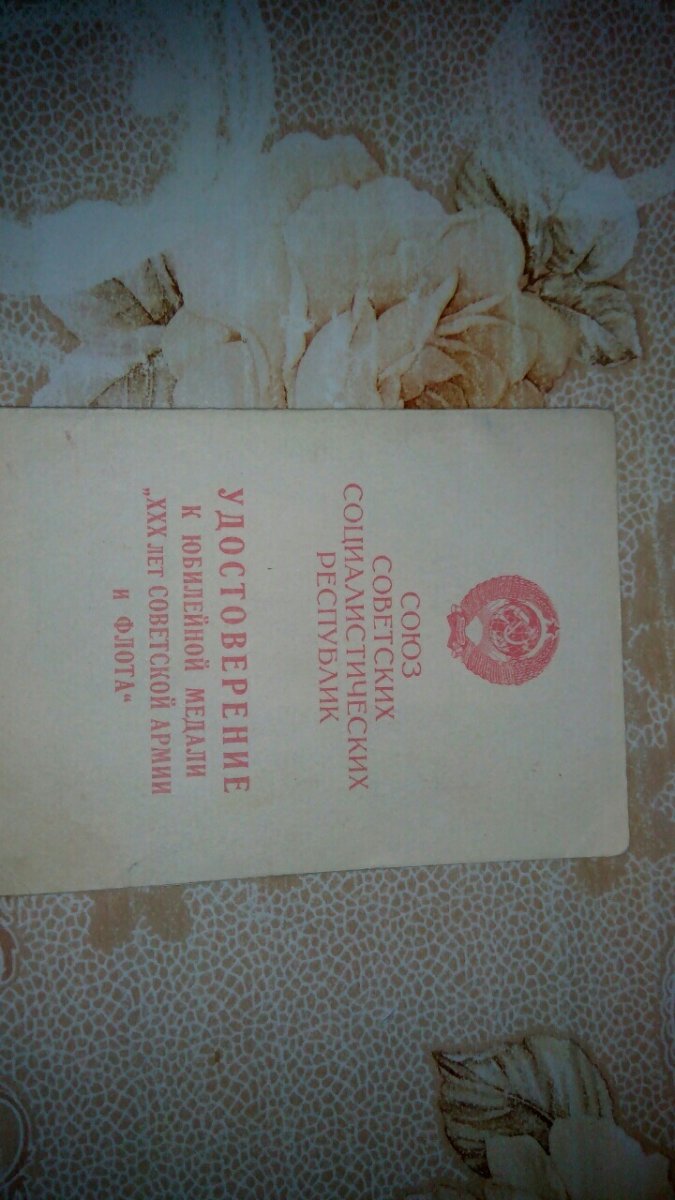 СОЮЗ
СОВЕТСКИХ
СОЦИАЛИСТИЧЕСКИХ
РЕСПУБЛИК
УДОСТОВЕРЕНИЕ
К ЮБИЛЕЙНОЙ МЕДАЛИ
„XXX ЛЕТ СОВЕТСКОЙ АРМИИ
И ФЛОТА“